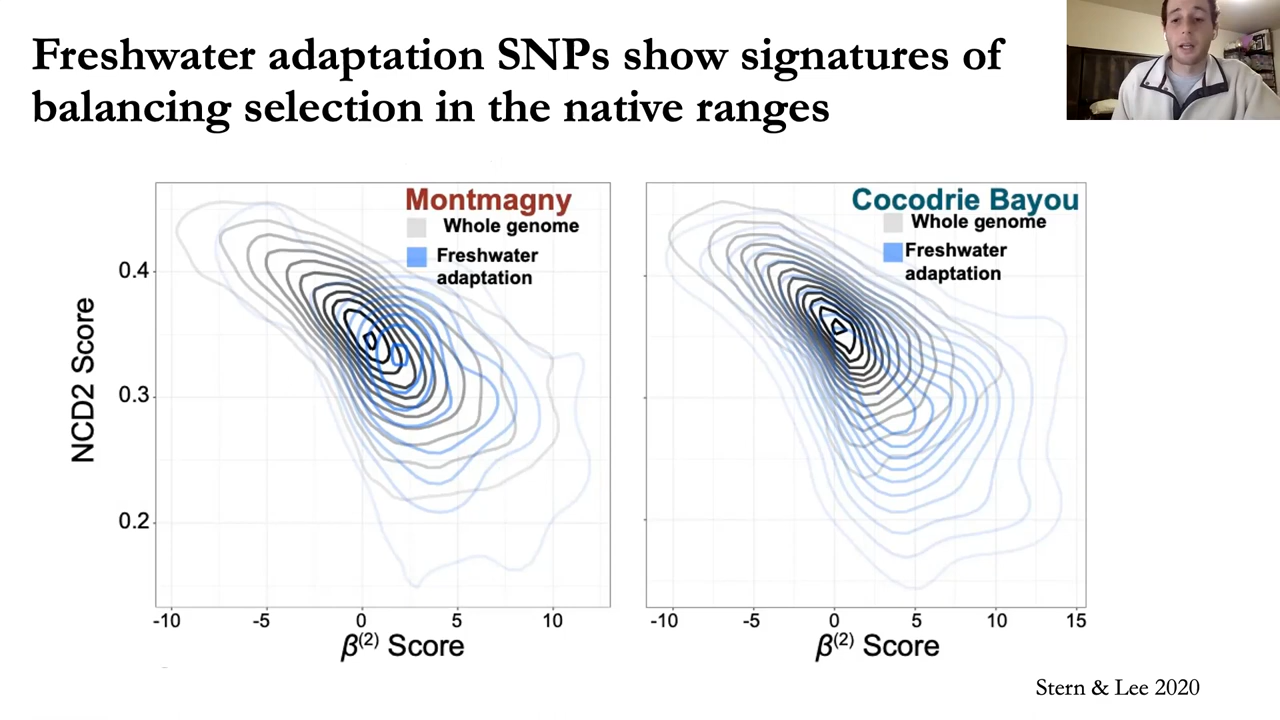 Freshwater adaptation SNPs show signatures of
balancing selection in the native ranges
Montmagny
Whole genome
Freshwater
adaptation
NCD2 Score
0.4
0.3
0.2
-10
-5
0
5
10
β(2) Score
Cocodrie Bayou
Whole genome
Freshwater
adaptation
-10
-5
0
5
10
15
β(2) Score
Stern & Lee 2020